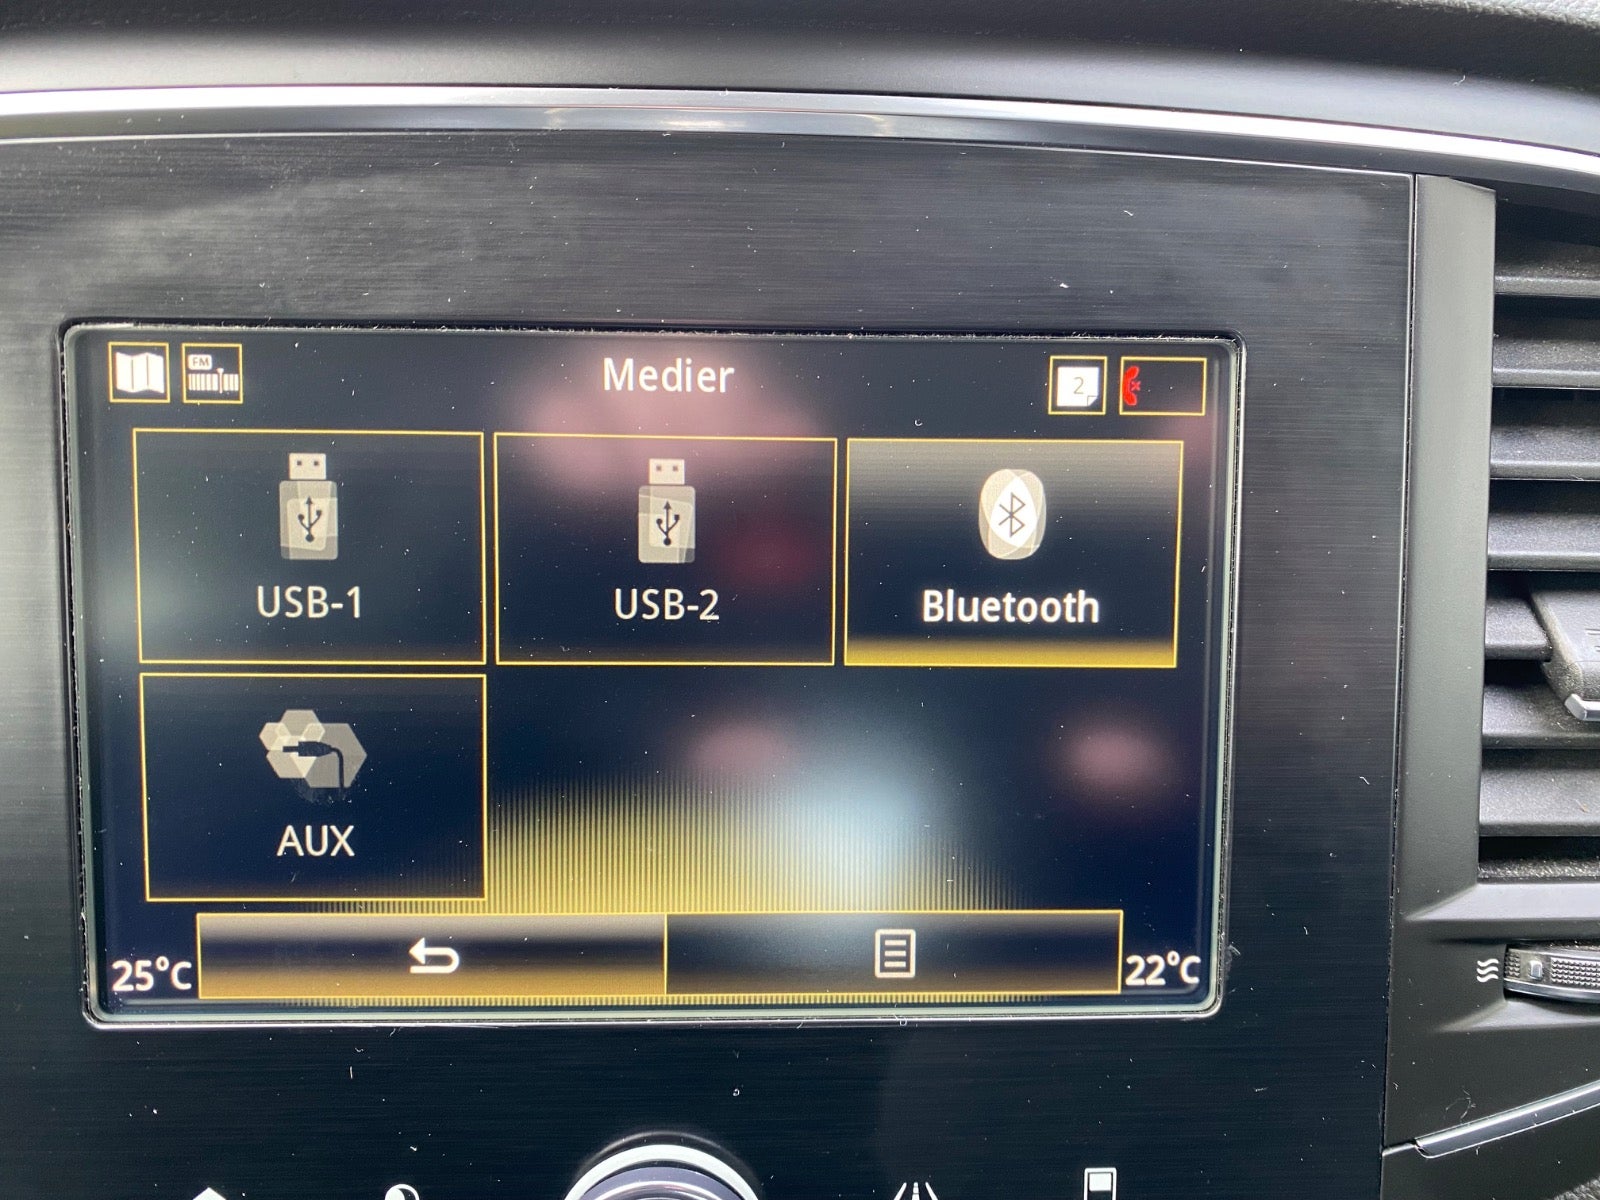 FM
Medier
2
USB-1
USB-2
Bluetooth
AUX
25°C
22°C